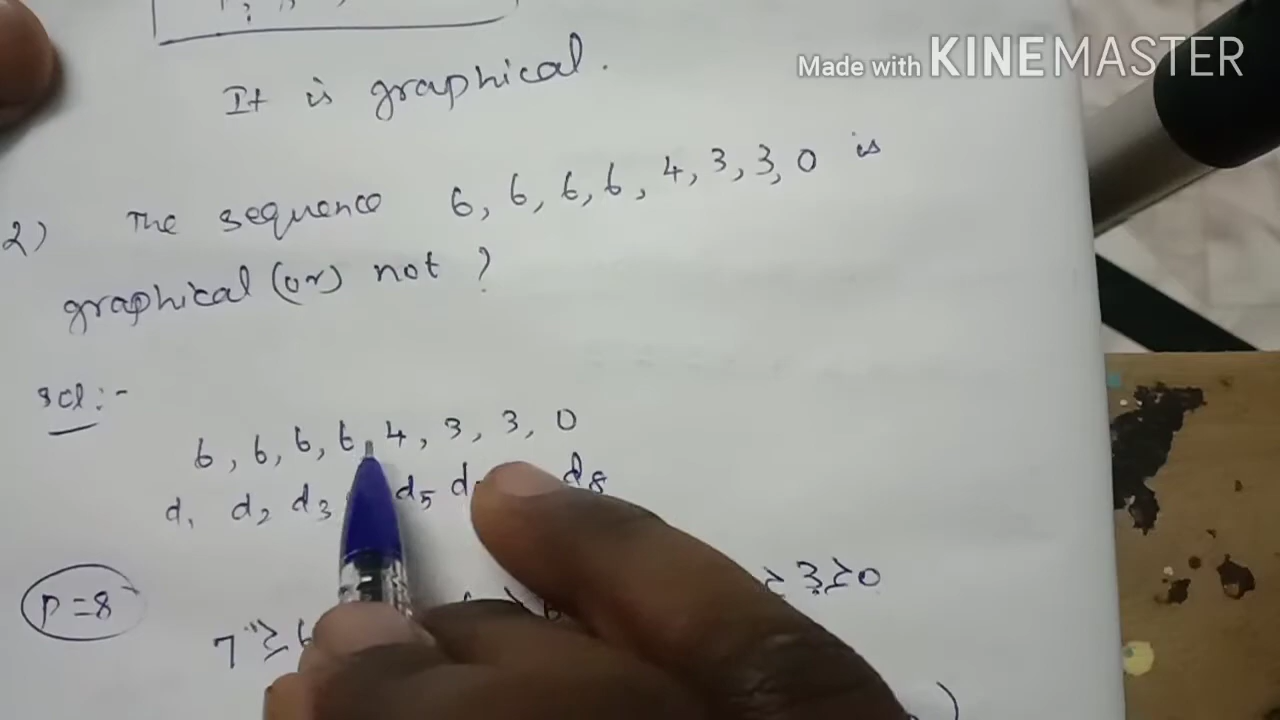 Made with KINEMASTER
It is graphical.
2) The sequence 6, 6, 6, 6, 4, 3, 3, 0 is
graphical (or) not ?
Sol:-
6, 6, 6, 6, 4, 3, 3, 0
d1 d2 d3 d5 d8
P=8
7 ≥ 6 ≥ 3 ≥ 0